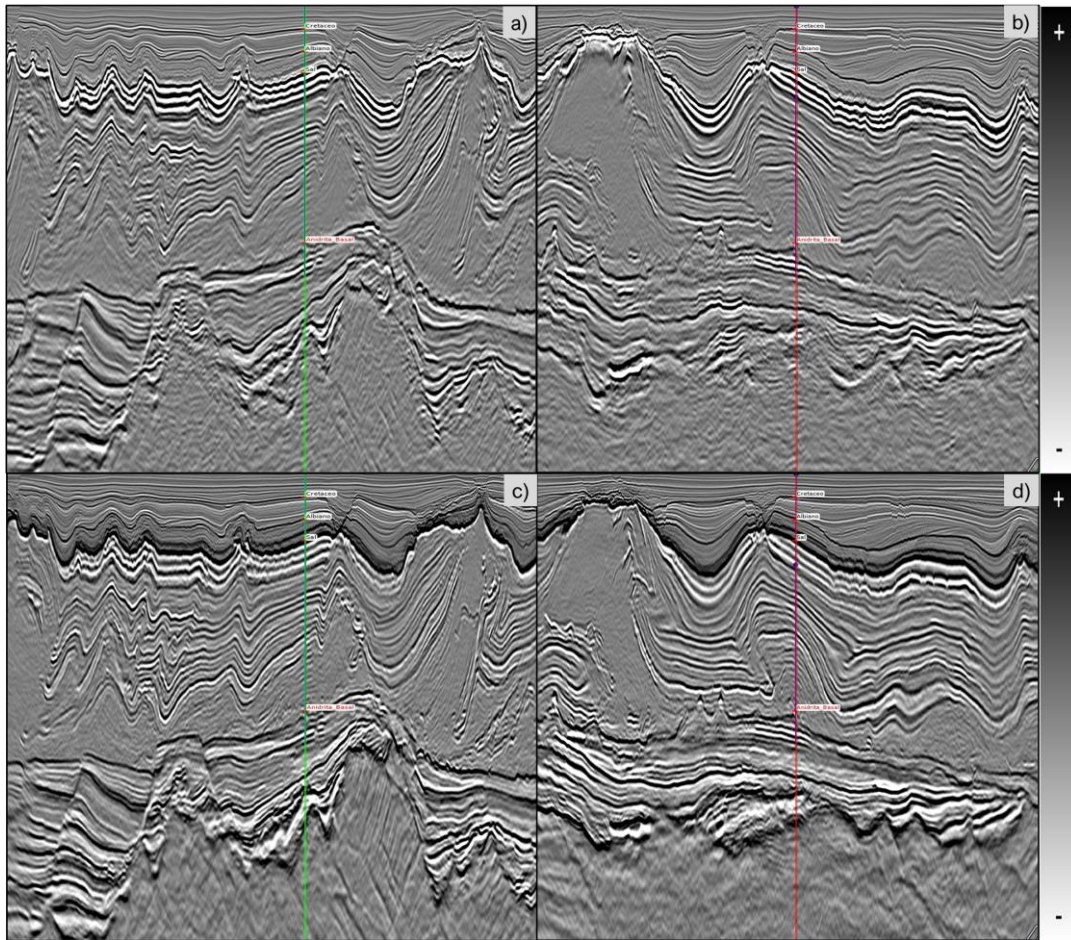 a)
Cretaceo
Albiano
Sal
Anidrita_Basal
b)
Cretaceo
Albiano
Sal
Anidrita_Basal
+
-
c)
Cretaceo
Albiano
Sal
Anidrita_Basal
d)
Cretaceo
Albiano
Sal
Anidrita_Basal
+
-